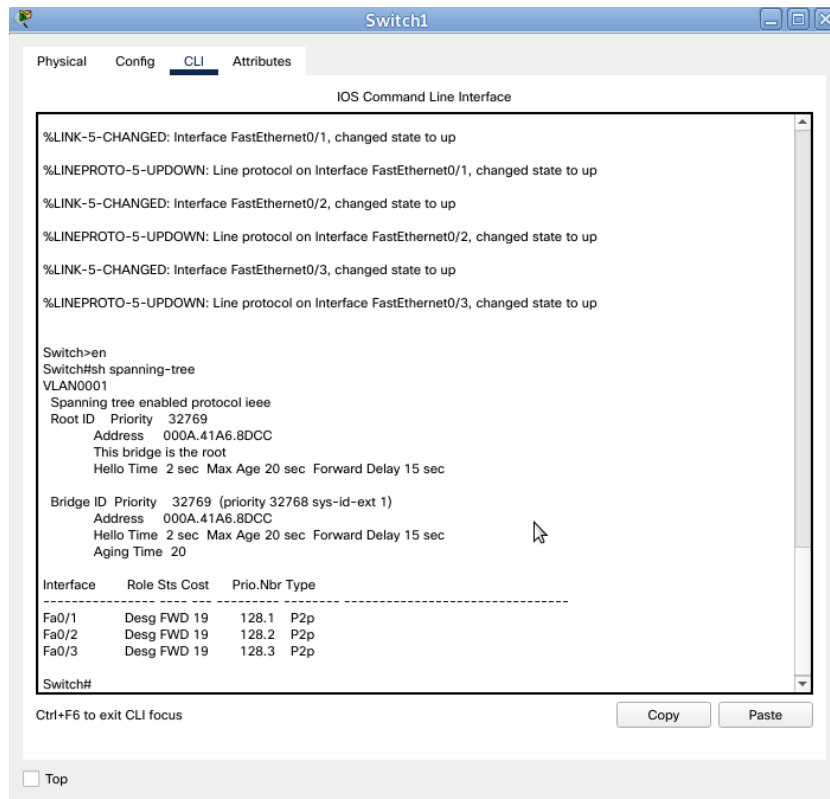 Switch1
Physical Config CLI Attributes
IOS Command Line Interface
%LINK-5-CHANGED: Interface FastEthernet0/1, changed state to up
%LINEPROTO-5-UPDOWN: Line protocol on Interface FastEthernet0/1, changed state to up
%LINK-5-CHANGED: Interface FastEthernet0/2, changed state to up
%LINEPROTO-5-UPDOWN: Line protocol on Interface FastEthernet0/2, changed state to up
%LINK-5-CHANGED: Interface FastEthernet0/3, changed state to up
%LINEPROTO-5-UPDOWN: Line protocol on Interface FastEthernet0/3, changed state to up
Switch>en
Switch#sh spanning-tree
VLAN0001
Spanning tree enabled protocol ieee
Root ID Priority 32769
Address 000A.41A6.8DCC
This bridge is the root
Hello Time 2 sec Max Age 20 sec Forward Delay 15 sec
Bridge ID Priority 32769 (priority 32768 sys-id-ext 1)
Address 000A.41A6.8DCC
Hello Time 2 sec Max Age 20 sec Forward Delay 15 sec
Aging Time 20
Interface Role Sts Cost Prio.Nbr Type
---------------- ---- --- --------- -------- --------------------------------
Fa0/1 Desg FWD 19 128.1 P2p
Fa0/2 Desg FWD 19 128.2 P2p
Fa0/3 Desg FWD 19 128.3 P2p
Switch#
Ctrl+F6 to exit CLI focus
Copy Paste
Top